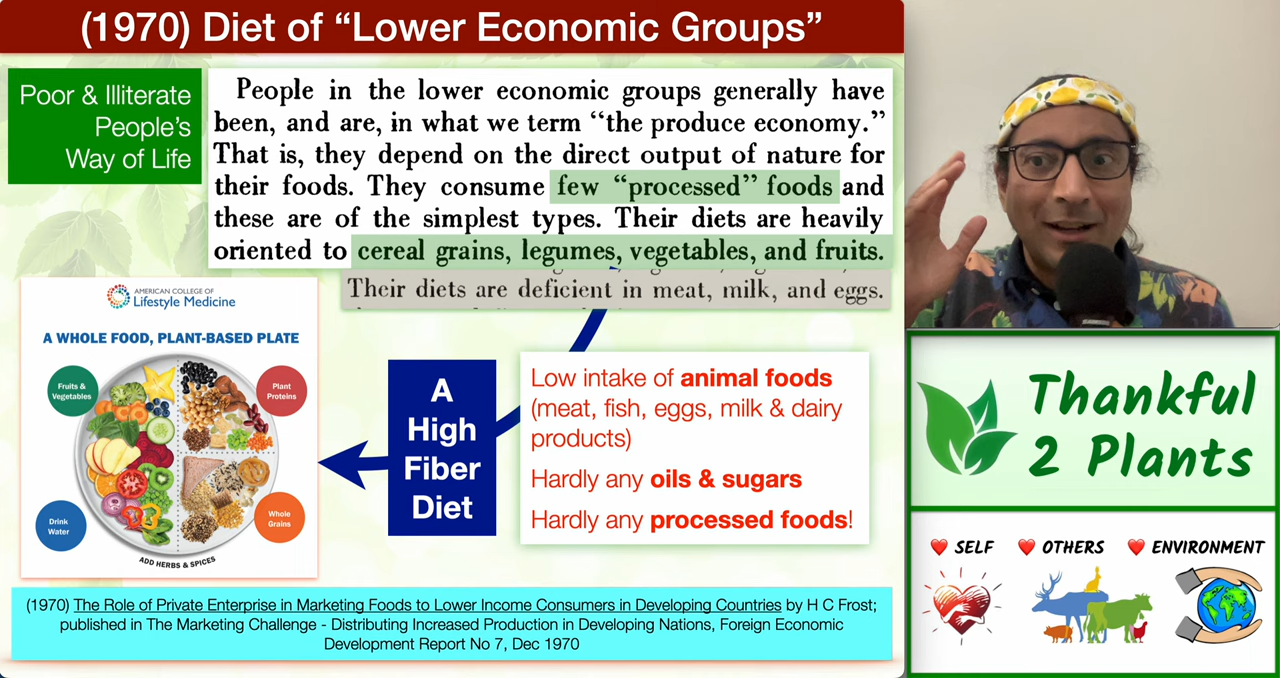 (1970) Diet of “Lower Economic Groups”
Poor & Illiterate
People’s
Way of Life
People in the lower economic groups generally have
been, and are, in what we term “the produce economy.”
That is, they depend on the direct output of nature for
their foods. They consume few “processed” foods and
these are of the simplest types. Their diets are heavily
oriented to cereal grains, legumes, vegetables, and fruits.
Their diets are deficient in meat, milk, and eggs.
AMERICAN COLLEGE OF
Lifestyle Medicine
A WHOLE FOOD, PLANT-BASED PLATE
Fruits &
Vegetables
Plant
Proteins
Drink
Water
Whole
Grains
ADD HERBS & SPICES
A
High
Fiber
Diet
Low intake of animal foods
(meat, fish, eggs, milk & dairy
products)
Hardly any oils & sugars
Hardly any processed foods!
(1970) The Role of Private Enterprise in Marketing Foods to Lower Income Consumers in Developing Countries by H C Frost;
published in The Marketing Challenge - Distributing Increased Production in Developing Nations, Foreign Economic
Development Report No 7, Dec 1970
Thankful
2 Plants
SELF
OTHERS
ENVIRONMENT